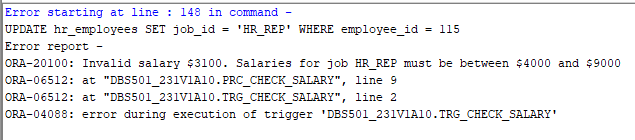 Error starting at line : 148 in command -
UPDATE hr_employees SET job_id = 'HR_REP' WHERE employee_id = 115
Error report -
ORA-20100: Invalid salary $3100. Salaries for job HR_REP must be between $4000 and $9000
ORA-06512: at "DBS501_231V1A10.PRC_CHECK_SALARY", line 9
ORA-06512: at "DBS501_231V1A10.TRG_CHECK_SALARY", line 2
ORA-04088: error during execution of trigger 'DBS501_231V1A10.TRG_CHECK_SALARY'